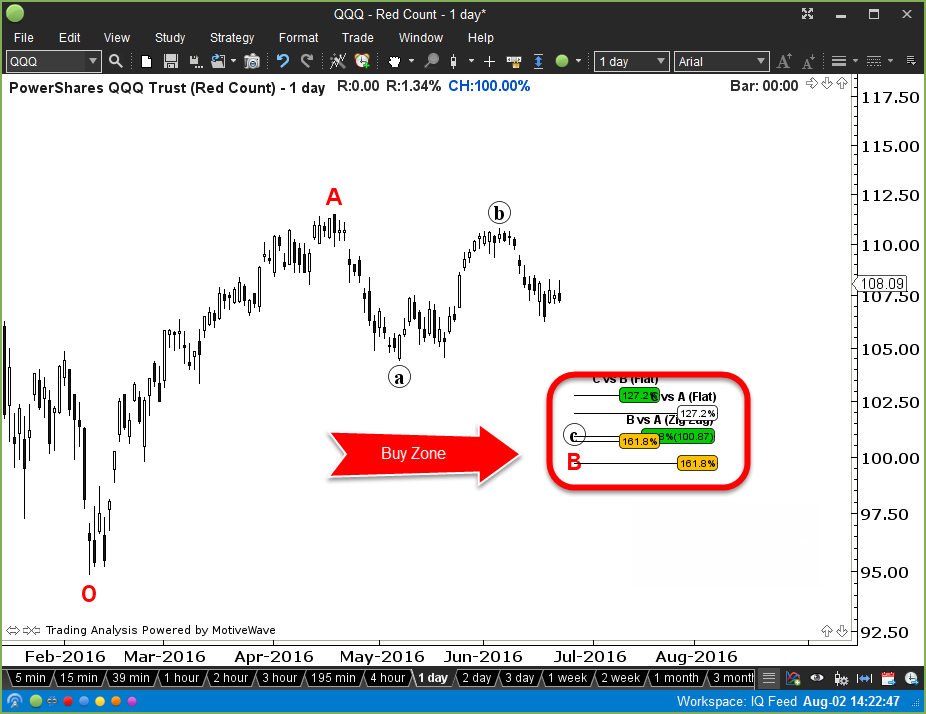 QQQ - Red Count - 1 day*
File Edit View Study Strategy Format Trade Window Help
QQQ 1 day Arial A A
PowerShares QQQ Trust (Red Count) - 1 day R:0.00 R:1.34% CH:100.00% Bar: 00:00
117.50
115.00
A
112.50
b
110.00
108.09
107.50
105.00
a
C vs B (Flat)
127.2%
vs A (Flat)
102.50
127.2%
B vs A (Zig Zag)
c
8%(100.87)
161.8%
Buy Zone
100.00
B
161.8%
97.50
95.00
O
Trading Analysis Powered by MotiveWave
92.50
Feb-2016 Mar-2016 Apr-2016 May-2016 Jun-2016 Jul-2016 Aug-2016
5 min 15 min 39 min 1 hour 2 hour 3 hour 195 min 4 hour 1 day 2 day 3 day 1 week 2 week 1 month 3 mont
Workspace: IQ Feed Aug-02 14:22:47